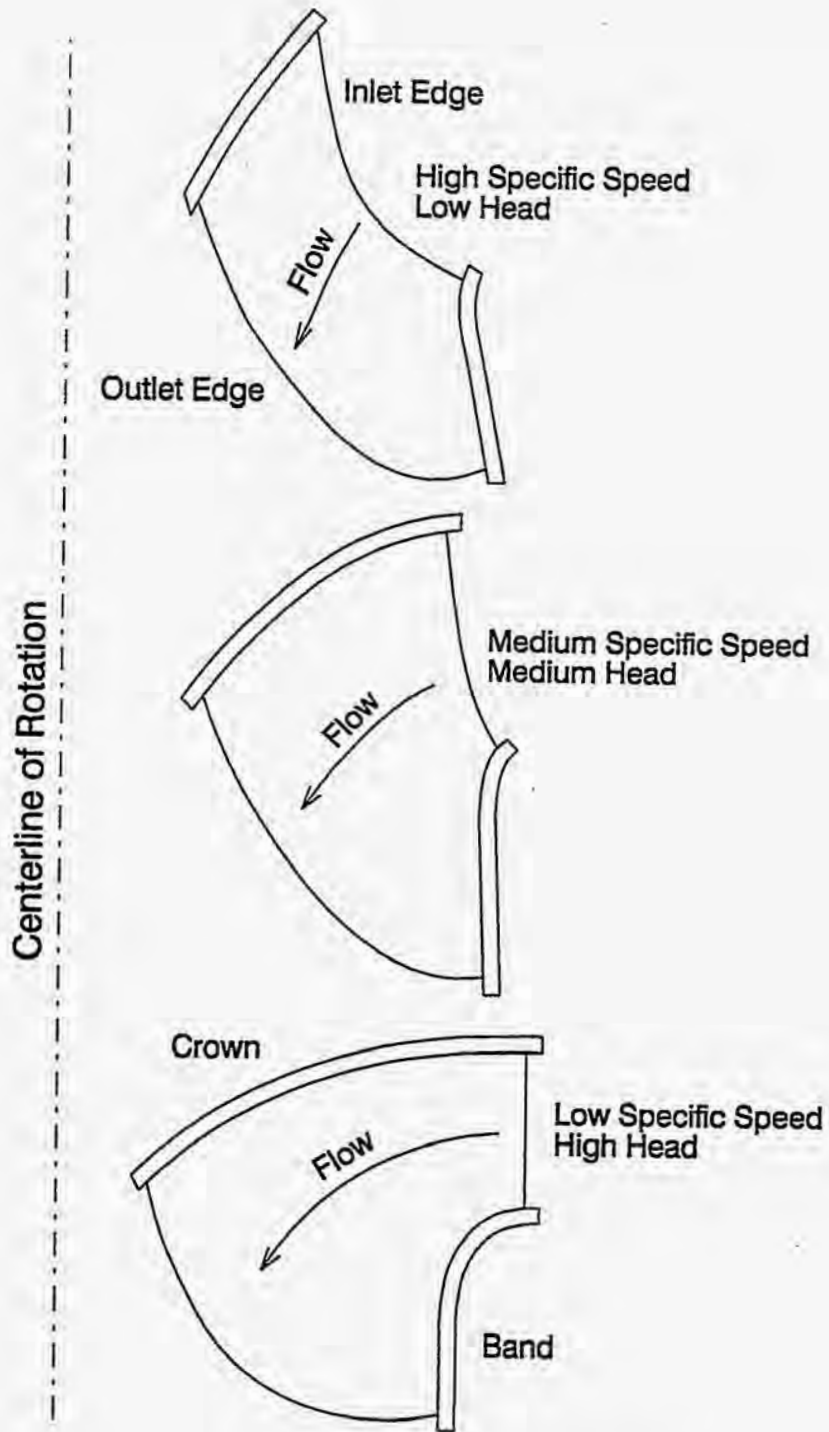 Inlet Edge
High Specific Speed
Low Head
Flow
Outlet Edge
Centerline of Rotation
Medium Specific Speed
Medium Head
Flow
Crown
Low Specific Speed
High Head
Flow
Band